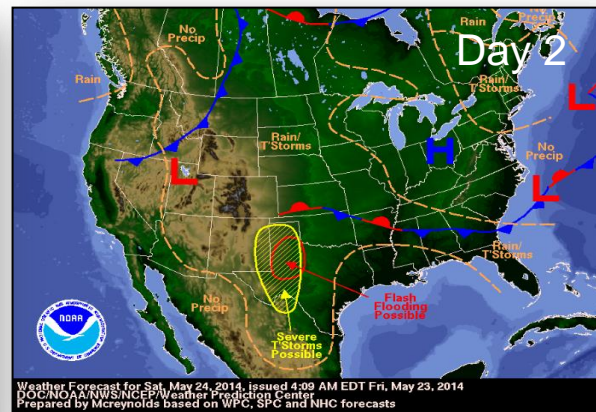 Rain
No
Precip
Day 2
No
Precip
Rain
Rain/
T'Storms
Rain/
T'Storms
L
L
H
No
Precip
L
Rain/
T'Storms
No
Precip
Flash
Flooding
Possible
Severe
T'Storms
Possible
NOAA
Weather Forecast for Sat, May 24, 2014, issued 4:09 AM EDT Fri, May 23, 2014
DOC/NOAA/NWS/NCEP/Weather Prediction Center
Prepared by Mcreynolds based on WPC, SPC and NHC forecasts